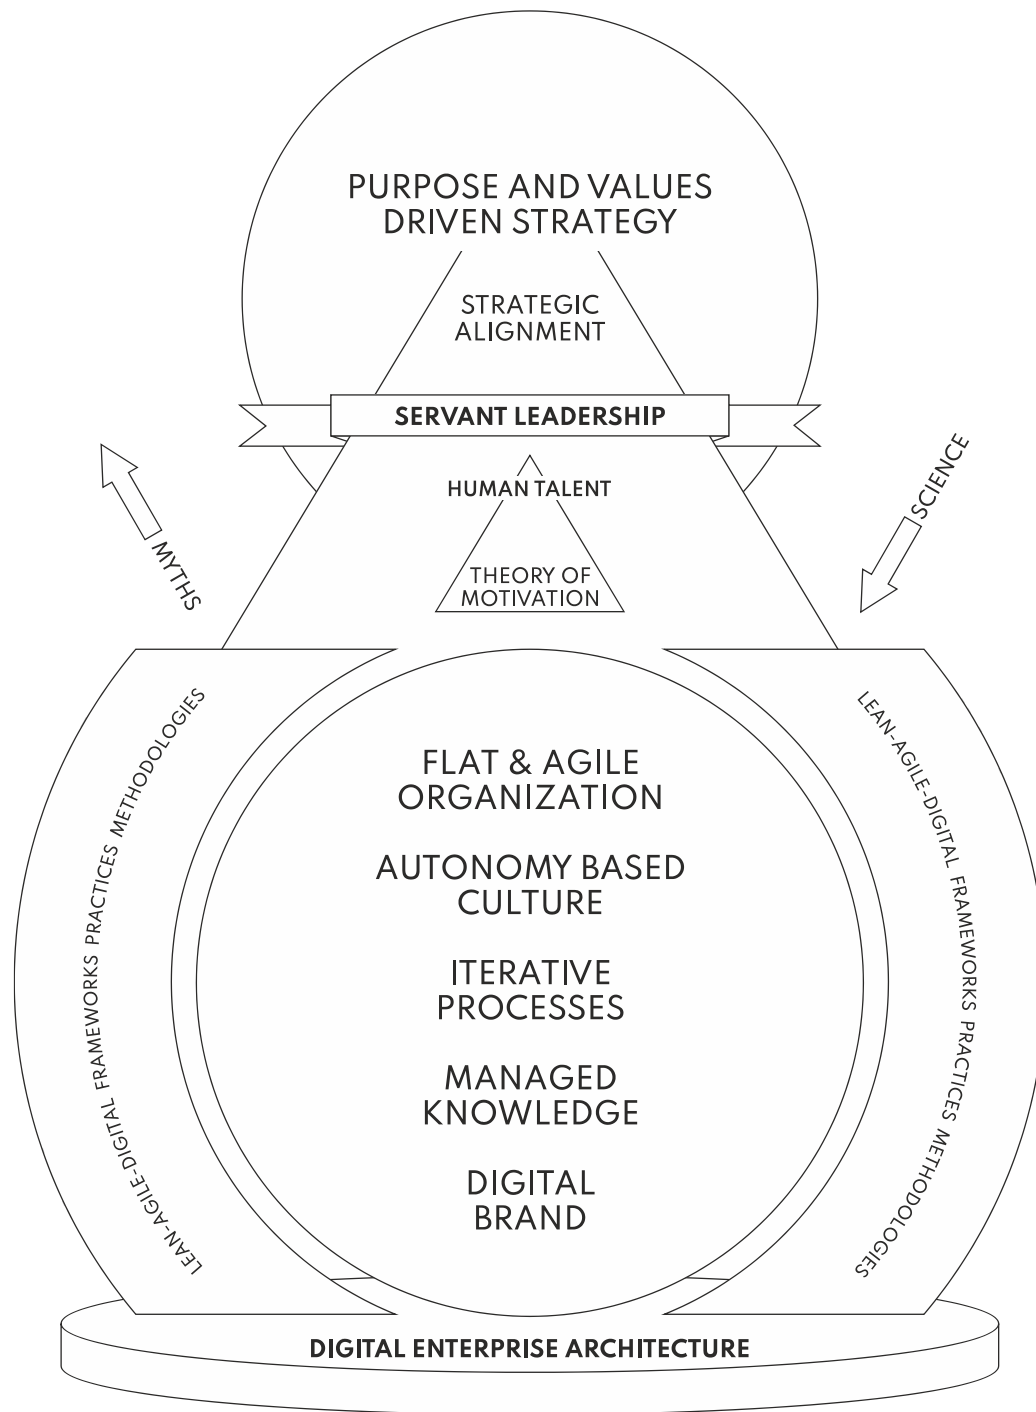 PURPOSE AND VALUES
DRIVEN STRATEGY
STRATEGIC
ALIGNMENT
SERVANT LEADERSHIP
HUMAN TALENT
THEORY OF
MOTIVATION
MYTHS
SCIENCE
LEAN-AGILE-DIGITAL FRAMEWORKS PRACTICES METHODOLOGIES
FLAT & AGILE
ORGANIZATION
AUTONOMY BASED
CULTURE
ITERATIVE
PROCESSES
MANAGED
KNOWLEDGE
DIGITAL
BRAND
LEAN-AGILE-DIGITAL FRAMEWORKS PRACTICES METHODOLOGIES
DIGITAL ENTERPRISE ARCHITECTURE